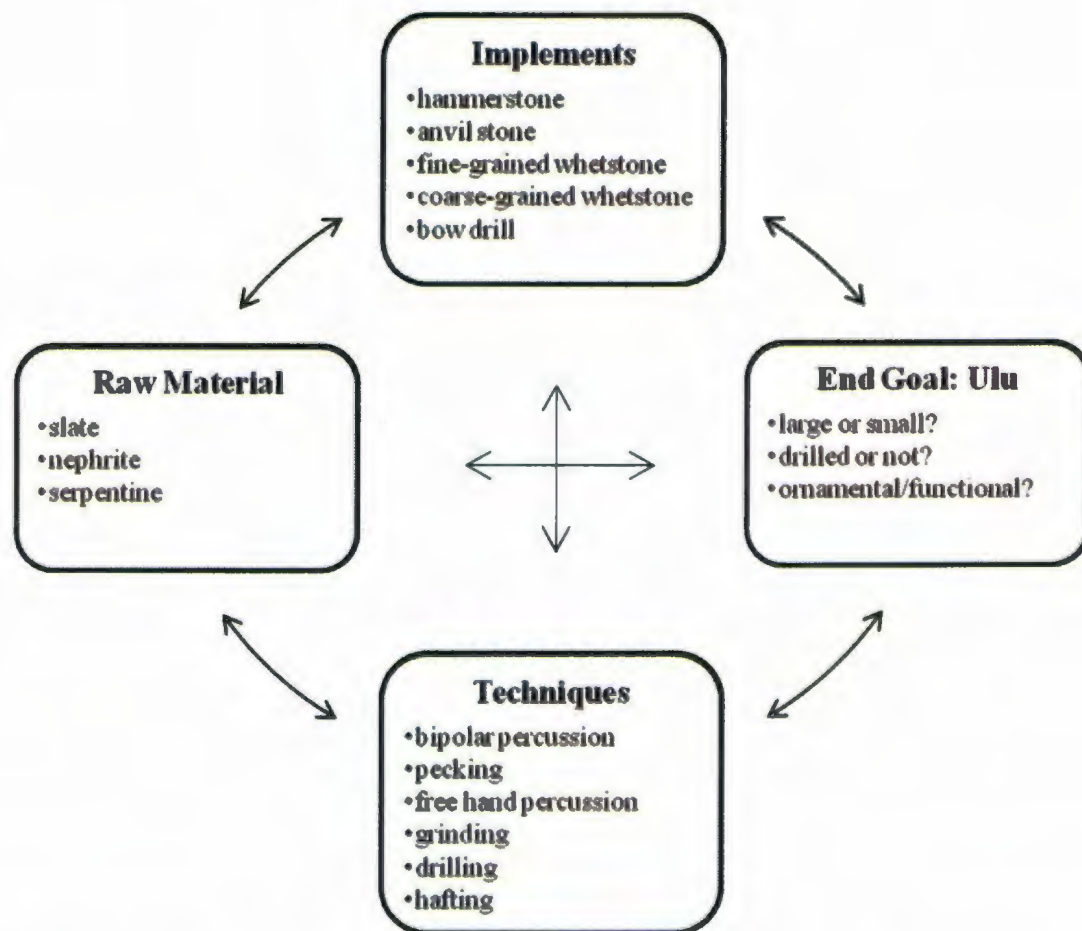 Implements
•hammerstone
•anvil stone
•fine-grained whetstone
•coarse-grained whetstone
•bow drill
Raw Material
•slate
•nephrite
•serpentine
End Goal: Ulu
•large or small?
•drilled or not?
•ornamental/functional?
Techniques
•bipolar percussion
•pecking
•free hand percussion
•grinding
•drilling
•hafting